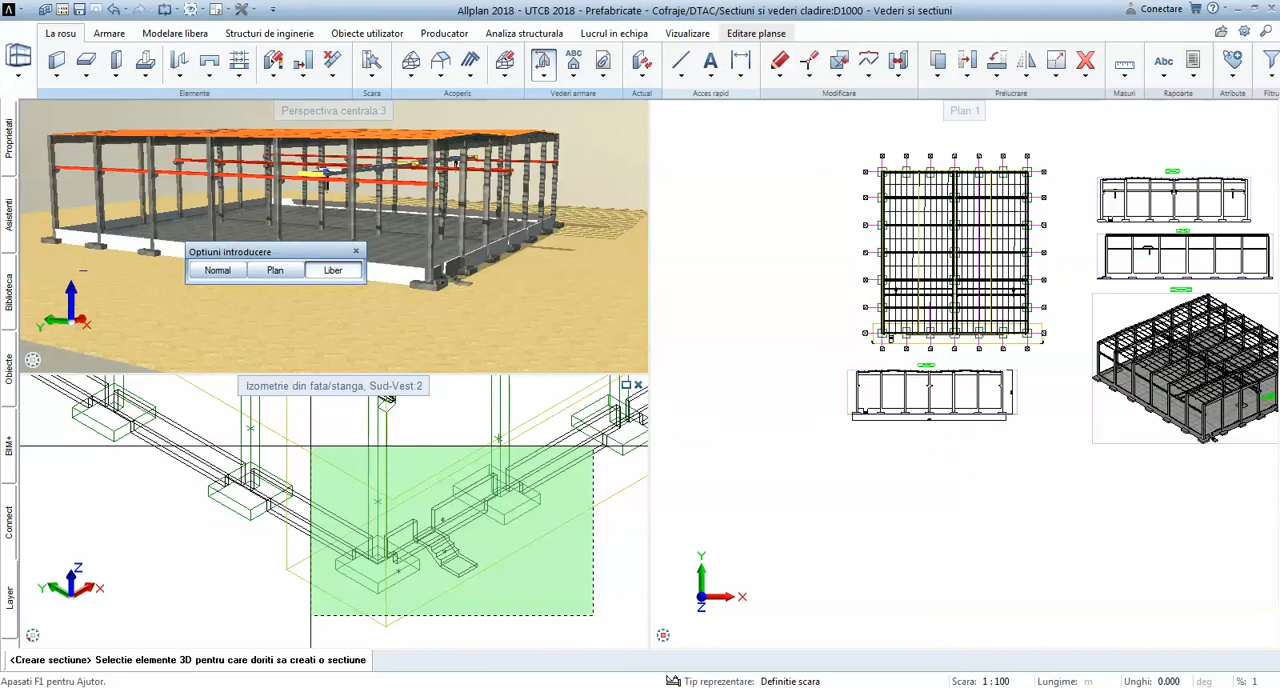 Allplan 2018 - UTCB 2018 - Prefabricate - Cofraje/DTAC/Sectiuni si vederi cladire:D1000 - Vederi si sectiuni
Conectare
La rosu
Armare
Modelare libera
Structuri de inginerie
Obiecte utilizator
Producator
Analiza structurala
Lucrul in echipa
Vizualizare
Editare planse
ABC
A
Abc
Elemente
Scara
Acoperis
Vederi armare
Actual
Acces rapid
Modificare
Prelucrare
Masuri
Rapoarte
Atribute
Filtru
Proprietati
Asistenti
Biblioteca
Obiecte
BIM+
Connect
Layer
Perspectiva centrala:3
Plan:1
Optiuni introducere
Normal
Plan
Liber
Y
X
Izometrie din fata/stanga, Sud-Vest:2
Z
Y
X
Y
X
Z
<Creare sectiune> Selectie elemente 3D pentru care doriti sa creati o sectiune
Apasati F1 pentru Ajutor.
Tip reprezentare: Definitie scara
Scara: 1 : 100
Lungime: m
Unghi: 0.000
deg
%: 1